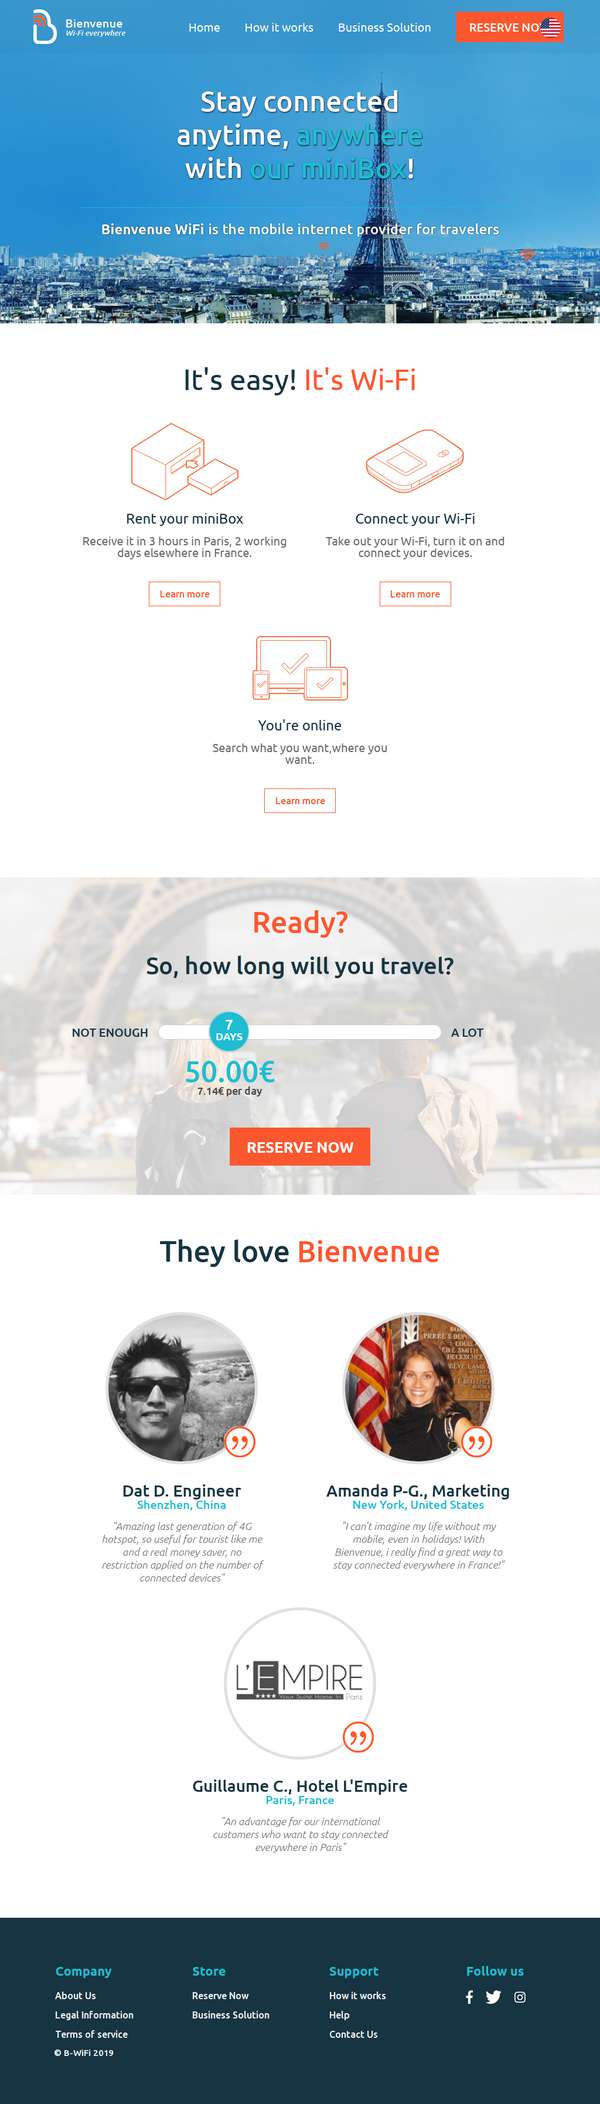 Bienvenue
Wi-Fi everywhere
Home
How it works
Business Solution
RESERVE NO
Stay connected
anytime, anywhere
with our miniBox!
Bienvenue WiFi is the mobile internet provider for travelers
It's easy! It's Wi-Fi
Rent your miniBox
Receive it in 3 hours in Paris, 2 working
days elsewhere in France.
Learn more
Connect your Wi-Fi
Take out your Wi-Fi, turn it on and
connect your devices.
Learn more
You're online
Search what you want,where you
want.
Learn more
Ready?
So, how long will you travel?
NOT ENOUGH
7
DAYS
A LOT
50.00€
7.14€ per day
RESERVE NOW
They love Bienvenue
Dat D. Engineer
Shenzhen, China
"Amazing last generation of 4G
hotspot, so useful for tourist like me
and a real money saver, no
restriction applied on the number of
connected devices"
Amanda P-G., Marketing
New York, United States
"I can't imagine my life without my
mobile, even in holidays! With
Bienvenue, i really find a great way to
stay connected everywhere in France!"
L'EMPIRE
Your Suite Home In Paris
Guillaume C., Hotel L'Empire
Paris, France
"An advantage for our international
customers who want to stay connected
everywhere in Paris"
Company
About Us
Legal Information
Terms of service
© B-WiFi 2019
Store
Reserve Now
Business Solution
Support
How it works
Help
Contact Us
Follow us